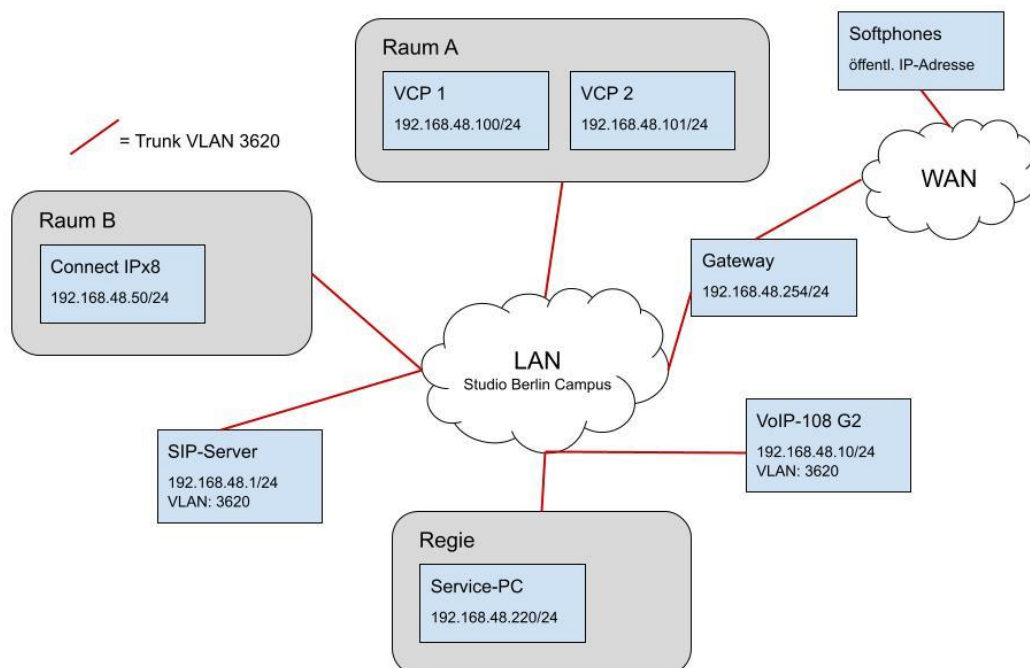 Raum A
VCP 1
192.168.48.100/24
VCP 2
192.168.48.101/24
Softphones
öffentl. IP-Adresse
= Trunk VLAN 3620
WAN
Raum B
Connect IPx8
192.168.48.50/24
Gateway
192.168.48.254/24
LAN
Studio Berlin Campus
SIP-Server
192.168.48.1/24
VLAN: 3620
VoIP-108 G2
192.168.48.10/24
VLAN: 3620
Regie
Service-PC
192.168.48.220/24